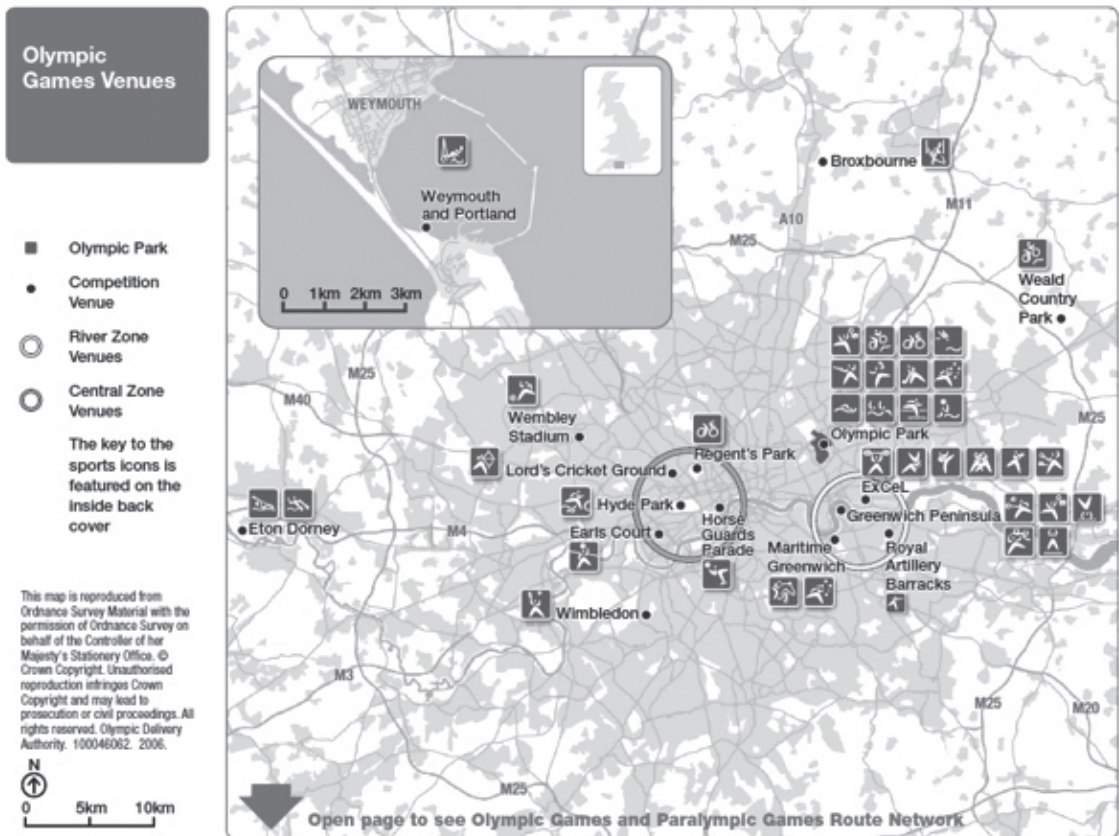 Olympic
Games Venues
Olympic Park
Competition
Venue
River Zone
Venues
Central Zone
Venues
The key to the
sports icons is
featured on the
inside back
cover
This map is reproduced from
Ordnance Survey Material with the
permission of Ordnance Survey on
behalf of the Controller of her
Majesty's Stationery Office. ©
Crown Copyright. Unauthorised
reproduction infringes Crown
Copyright and may lead to
prosecution or civil proceedings. All
rights reserved. Olympic Delivery
Authority. 100046062. 2006.
N
0 5km 10km
WEYMOUTH
Weymouth
and Portland
0 1km 2km 3km
Broxbourne
A10
M11
M25
Weald
Country
Park
M25
M40
M25
Wembley
Stadium
Olympic Park
Regent's Park
Lord's Cricket Ground
ExCeL
Hyde Park
Greenwich Peninsula
Eton Dorney
M4
Earls Court
Horse
Guards
Parade
Maritime
Greenwich
Royal
Artillery
Barracks
Wimbledon
M3
M25
M20
M25
Open page to see Olympic Games and Paralympic Games Route Network